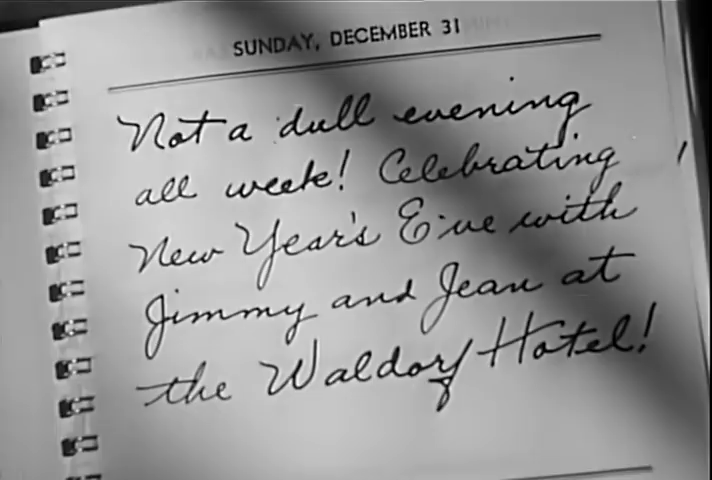 SUNDAY, DECEMBER 31
Not a dull evening
all week! Celebrating
New Year's Eve with
Jimmy and Jean at
the Waldorf Hotel!